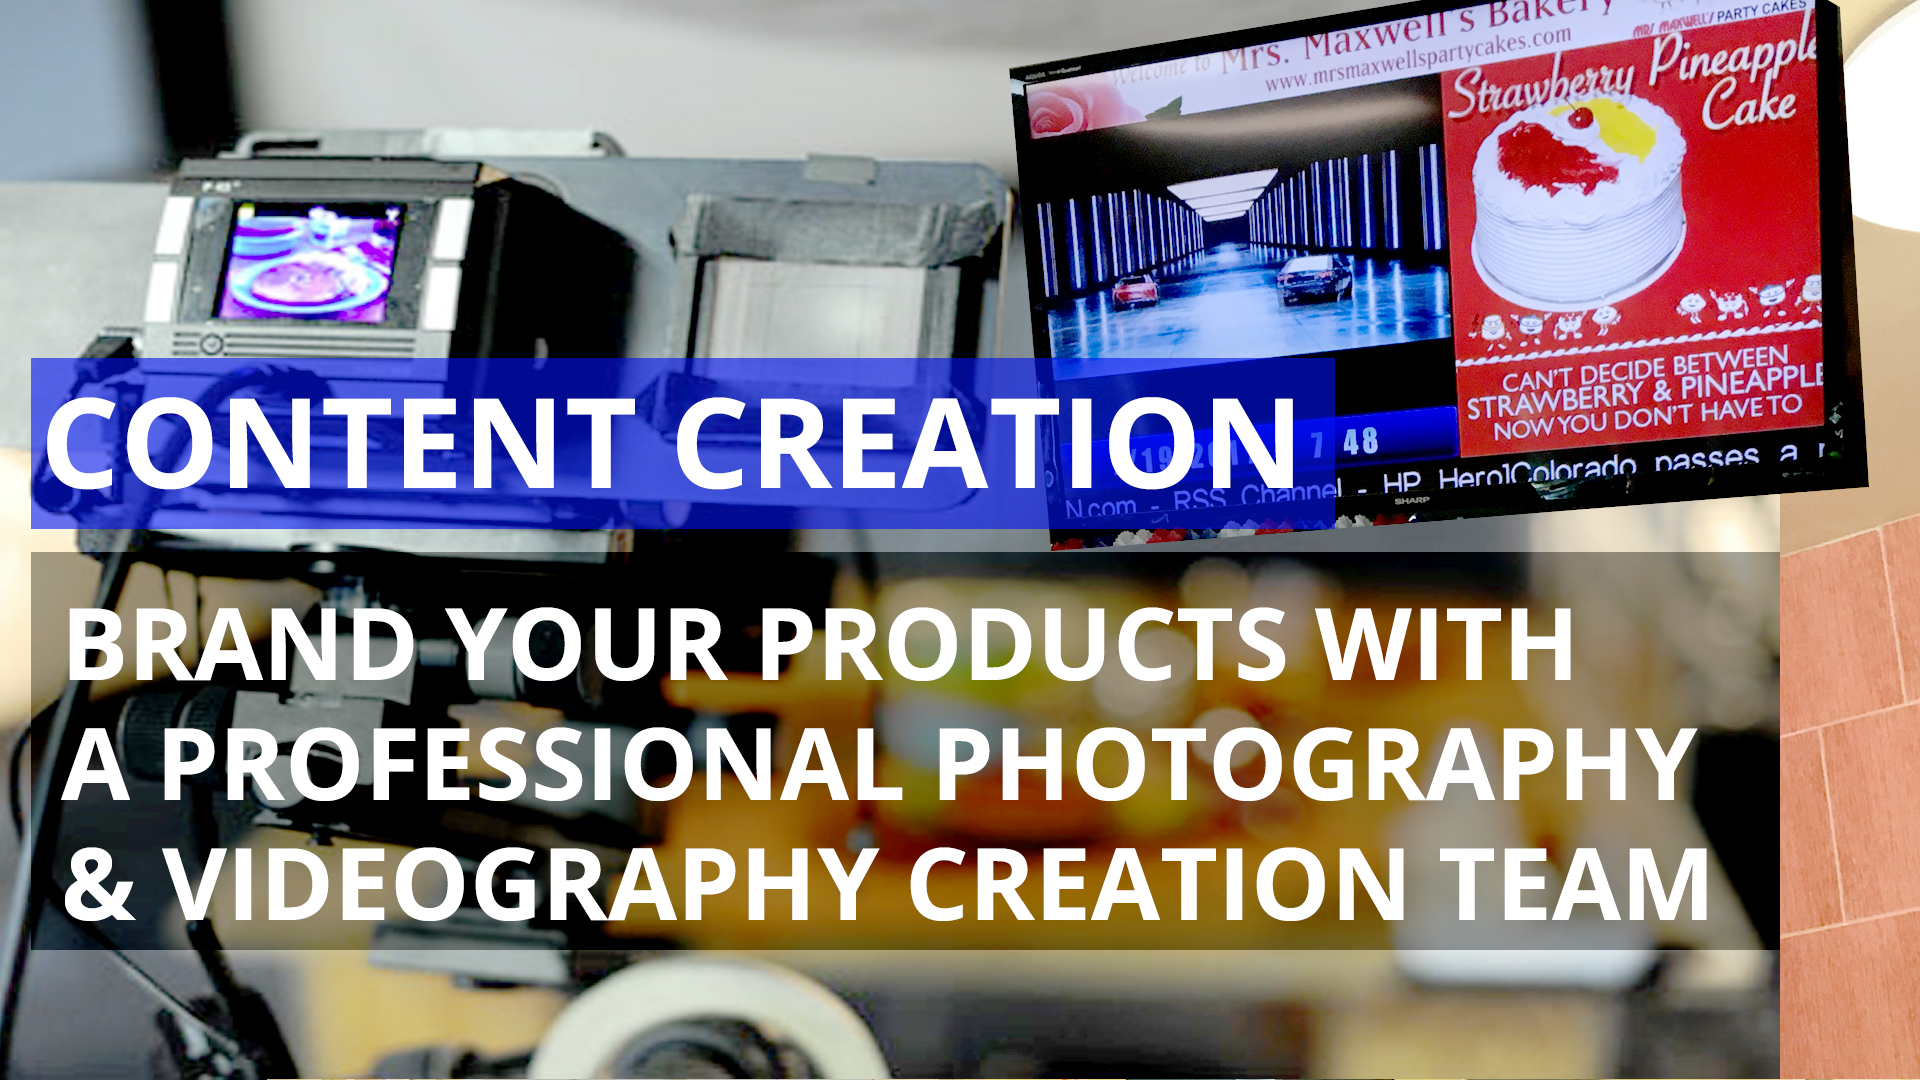 Welcome to Mrs. Maxwell's Bakery
www.mrsmaxwellspartycakes.com
MRS MAXWELL'S PARTY CAKES
Strawberry Pineapple
Cake
CAN'T DECIDE BETWEEN
STRAWBERRY & PINEAPPLE
NOW YOU DON'T HAVE TO
7 48
N.com - RSS Channel - HP Hero1Colorado passes a
SHARP
CONTENT CREATION
BRAND YOUR PRODUCTS WITH
A PROFESSIONAL PHOTOGRAPHY
& VIDEOGRAPHY CREATION TEAM